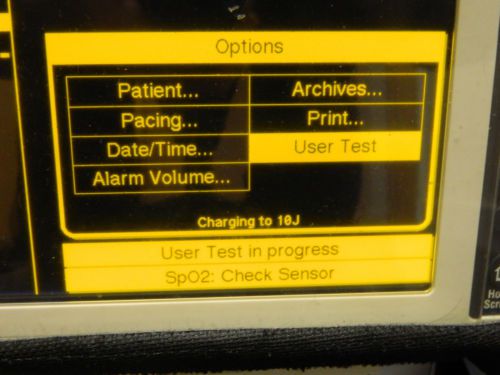 Options
Patient... Archives...
Pacing... Print...
Date/Time... User Test
Alarm Volume...
Charging to 10J
User Test in progress
SpO2: Check Sensor